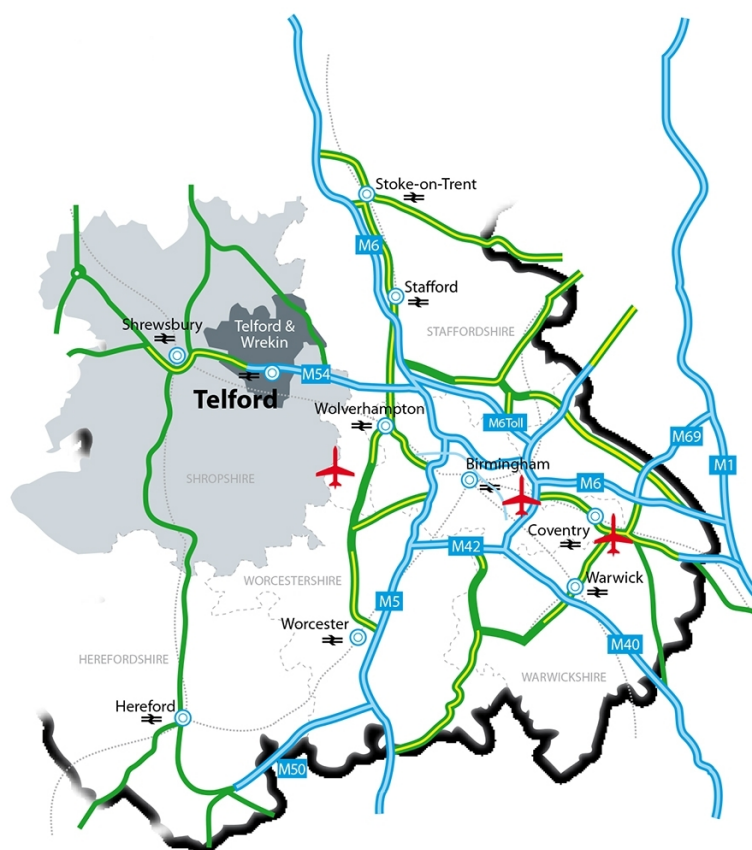 Stoke-on-Trent
M6
Stafford
Shrewsbury
Telford &
Wrekin
STAFFORDSHIRE
M54
Telford
Wolverhampton
M6Toll
M69
M1
Birmingham
M6
SHROPSHIRE
Coventry
M42
WORCESTERSHIRE
Warwick
M5
Worcester
M40
HEREFORDSHIRE
WARWICKSHIRE
Hereford
M50